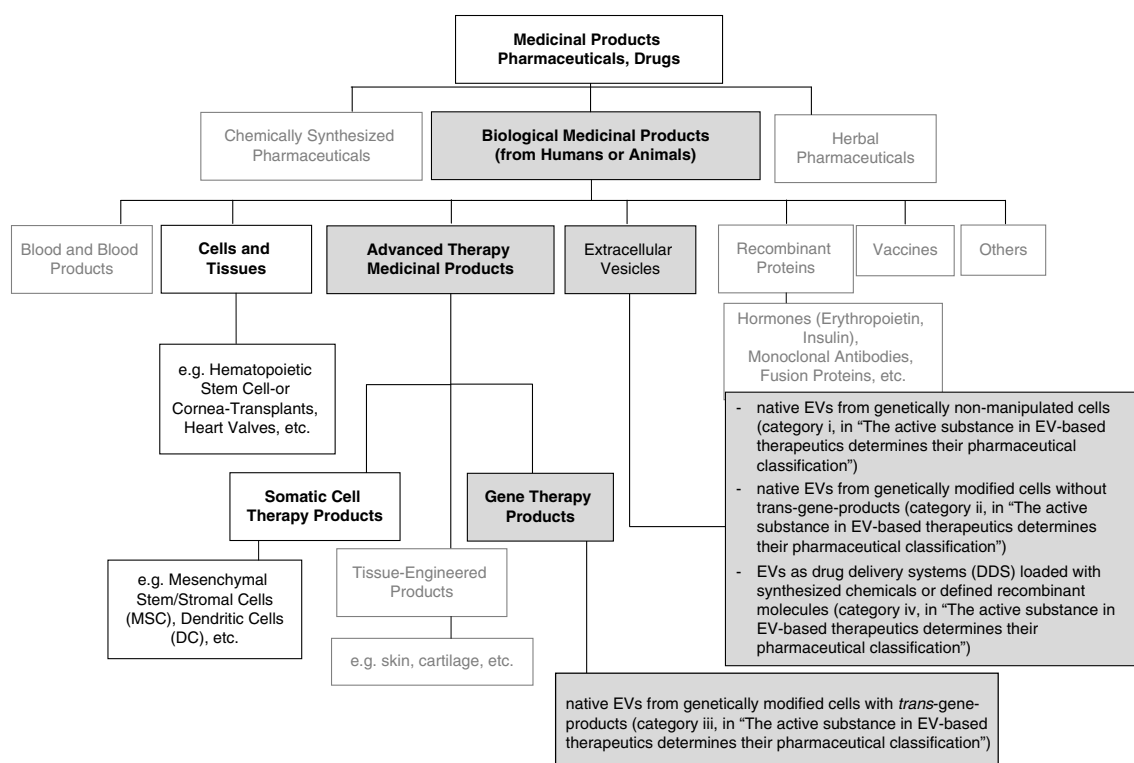 Medicinal Products
Pharmaceuticals, Drugs
Chemically Synthesized
Pharmaceuticals
Biological Medicinal Products
(from Humans or Animals)
Herbal
Pharmaceuticals
Blood and Blood
Products
Cells and
Tissues
Advanced Therapy
Medicinal Products
Extracellular
Vesicles
Recombinant
Proteins
Vaccines
Others
Hormones (Erythropoietin,
Insulin),
Monoclonal Antibodies,
Fusion Proteins, etc.
e.g. Hematopoietic
Stem Cell-or
Cornea-Transplants,
Heart Valves, etc.
- native EVs from genetically non-manipulated cells
(category i, in “The active substance in EV-based
therapeutics determines their pharmaceutical
classification”)
- native EVs from genetically modified cells without
trans-gene-products (category ii, in “The active
substance in EV-based therapeutics determines
their pharmaceutical classification”)
- EVs as drug delivery systems (DDS) loaded with
synthesized chemicals or defined recombinant
molecules (category iv, in “The active substance in
EV-based therapeutics determines their
pharmaceutical classification”)
Somatic Cell
Therapy Products
Gene Therapy
Products
Tissue-Engineered
Products
e.g. Mesenchymal
Stem/Stromal Cells
(MSC), Dendritic Cells
(DC), etc.
e.g. skin, cartilage, etc.
native EVs from genetically modified cells with trans-gene-
products (category iii, in “The active substance in EV-based
therapeutics determines their pharmaceutical classification”)